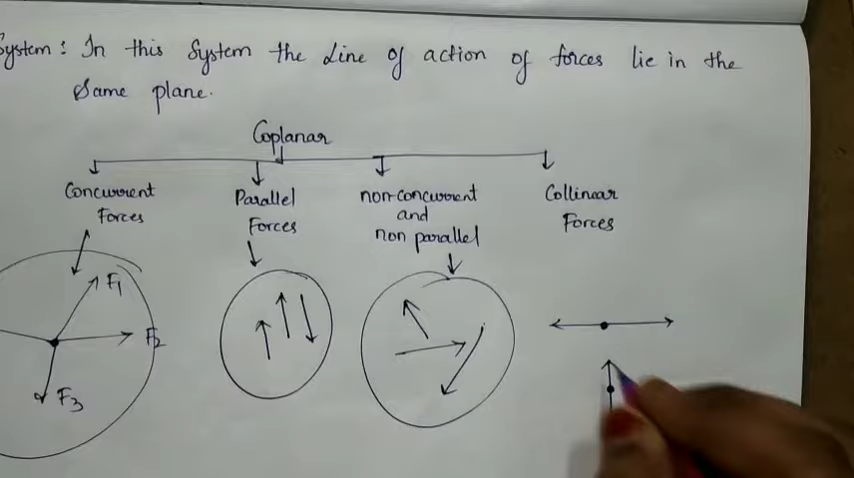 System: In this System the Line of action of forces lie in the
Same plane.
Coplanar
Concurrent
Forces
Parallel
Forces
non-concurrent
and
non parallel
Collinear
Forces
F1
F2
F3